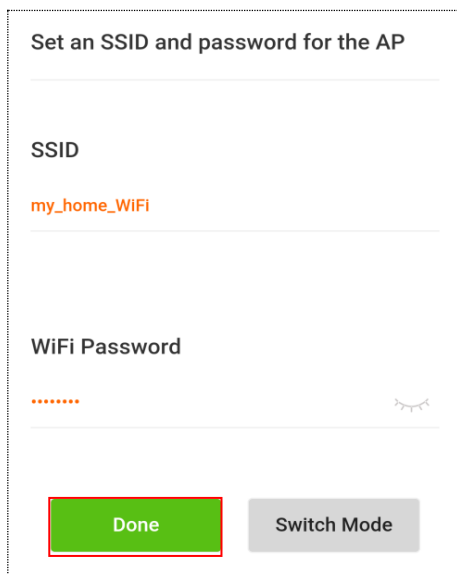 Set an SSID and password for the AP
SSID
my_home_WiFi
WiFi Password
••••••••
Done
Switch Mode